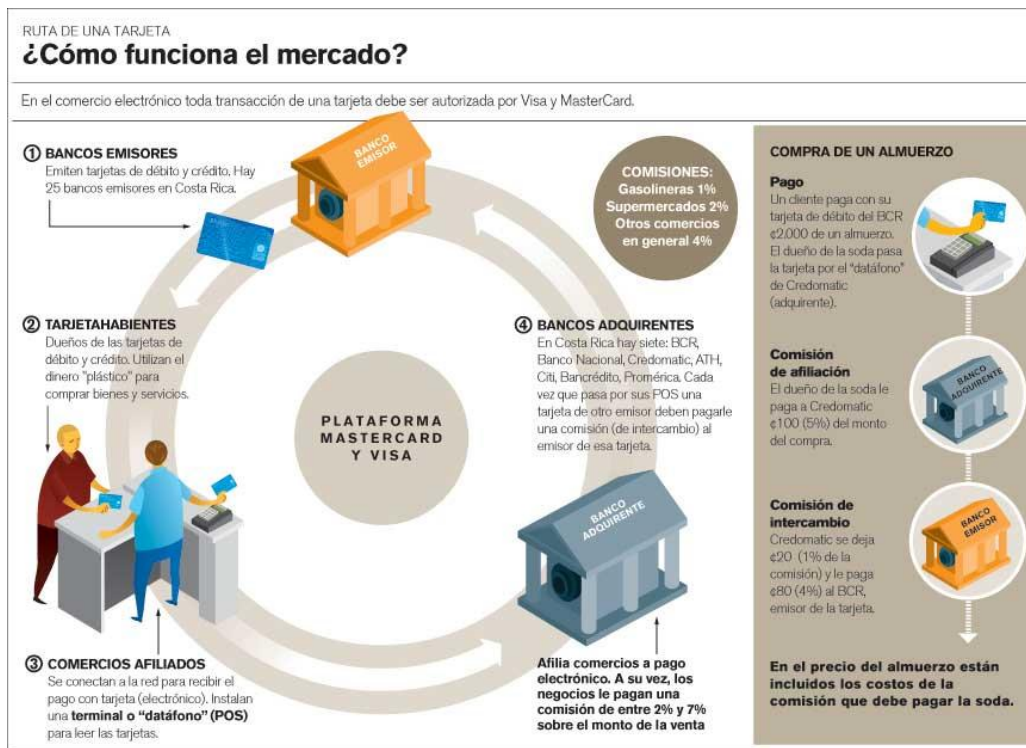 RUTA DE UNA TARJETA
¿Cómo funciona el mercado?
En el comercio electrónico toda transacción de una tarjeta debe ser autorizada por Visa y MasterCard.
1 BANCOS EMISORES
Emiten tarjetas de débito y crédito. Hay
25 bancos emisores en Costa Rica.
BANCO
EMISOR
COMISIONES:
Gasolineras 1%
Supermercados 2%
Otros comercios
en general 4%
2 TARJETAHABIENTES
Dueños de las tarjetas de
débito y crédito. Utilizan el
dinero "plástico" para
comprar bienes y servicios.
PLATAFORMA
MASTERCARD
Y VISA
4 BANCOS ADQUIRENTES
En Costa Rica hay siete: BCR,
Banco Nacional, Credomatic, ATH,
Citi, Bancrédito, Promérica. Cada
vez que pasa por sus POS una
tarjeta de otro emisor deben pagarle
una comisión (de intercambio) al
emisor de esa tarjeta.
BANCO
ADQUIRENTE
3 COMERCIOS AFILIADOS
Se conectan a la red para recibir el
pago con tarjeta (electrónico). Instalan
una terminal o "datáfono" (POS)
para leer las tarjetas.
Afilia comercios a pago
electrónico. A su vez, los
negocios le pagan una
comisión de entre 2% y 7%
sobre el monto de la venta
COMPRA DE UN ALMUERZO
Pago
Un cliente paga con su
tarjeta de débito del BCR
¢2.000 de un almuerzo.
El dueño de la soda pasa
la tarjeta por el "datáfono"
de Credomatic
(adquirente).
Comisión
de afiliación
El dueño de la soda le
paga a Credomatic
¢100 (5%) del monto
del compra.
BANCO
ADQUIRENTE
Comisión de
intercambio
Credomatic se deja
¢20 (1% de la
comisión) y le paga
¢80 (4%) al BCR,
emisor de la tarjeta.
BANCO
EMISOR
En el precio del almuerzo están
incluidos los costos de la
comisión que debe pagar la soda.